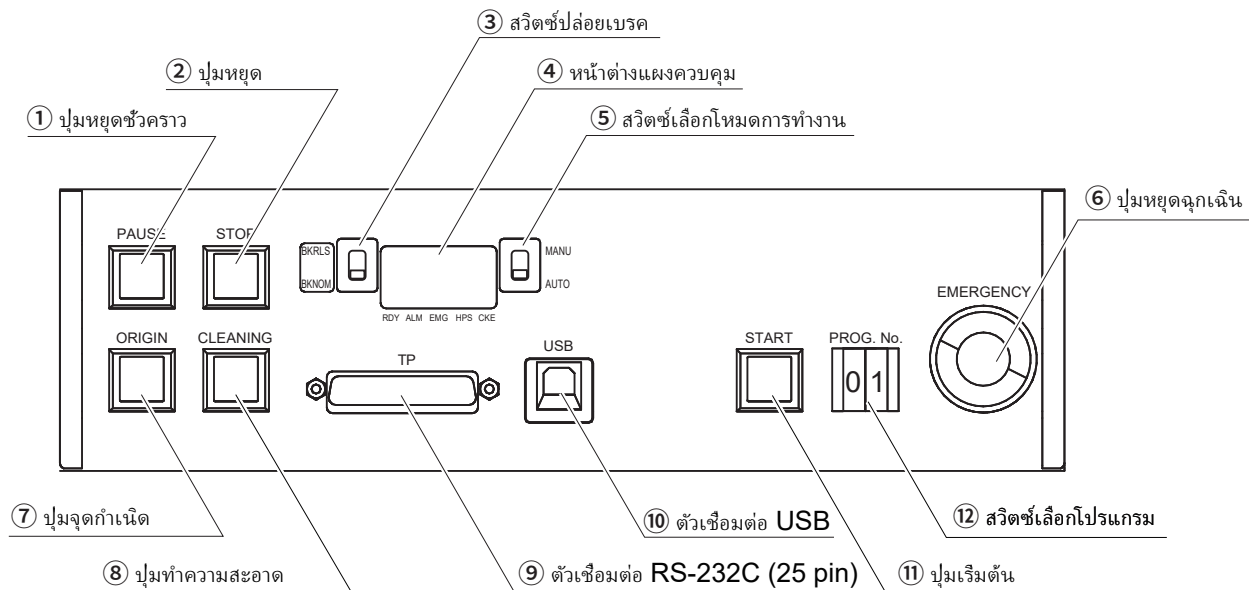 ③ สวิตซ์ปล่อยเบรค
② ปุ่มหยุด
④ หน้าต่างแผงควบคุม
① ปุ่มหยุดชั่วคราว
⑤ สวิตซ์เลือกโหมดการทำงาน
⑥ ปุ่มหยุดฉุกเฉิน
PAUSE
STOP
BKRLS
BKNOM
MANU
AUTO
RDY ALM EMG HPS CKE
EMERGENCY
ORIGIN
CLEANING
TP
USB
START
PROG. No.
0 1
⑦ ปุ่มจุดกำเนิด
⑩ ตัวเชื่อมต่อ USB
⑫ สวิตซ์เลือกโปรแกรม
⑧ ปุ่มทำความสะอาด
⑨ ตัวเชื่อมต่อ RS-232C (25 pin)
⑪ ปุ่มเริ่มต้น